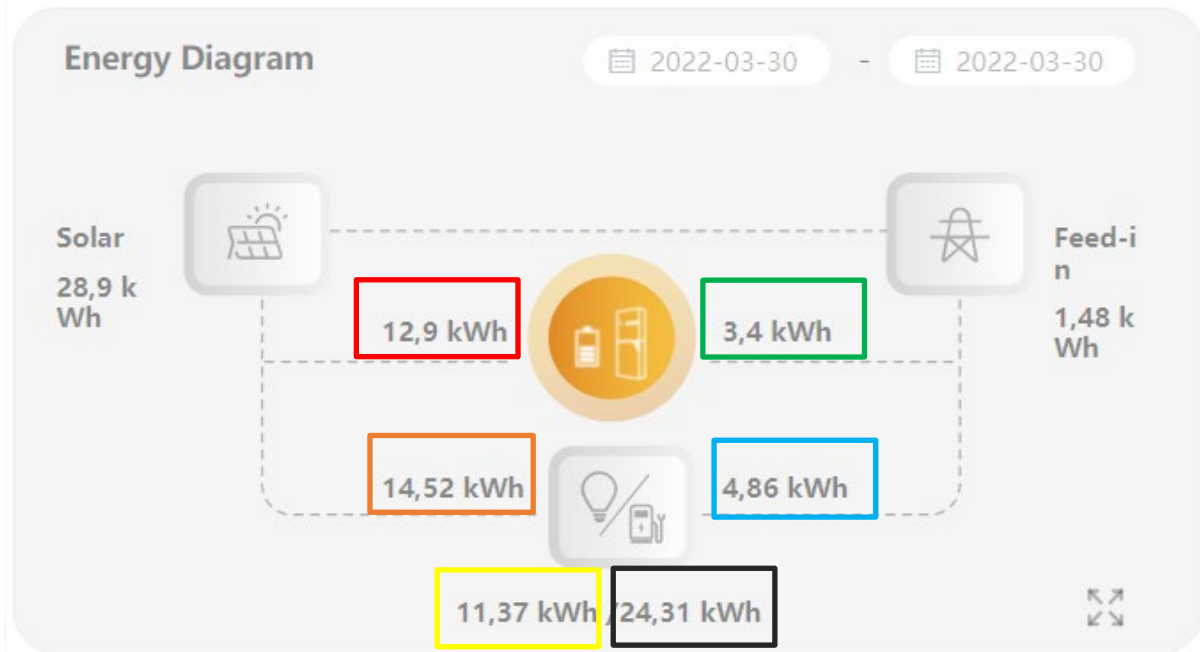 Energy Diagram
2022-03-30 - 2022-03-30
Solar
28,9 k
Wh
Feed-i
n
1,48 k
Wh
12,9 kWh
3,4 kWh
14,52 kWh
4,86 kWh
11,37 kWh /24,31 kWh